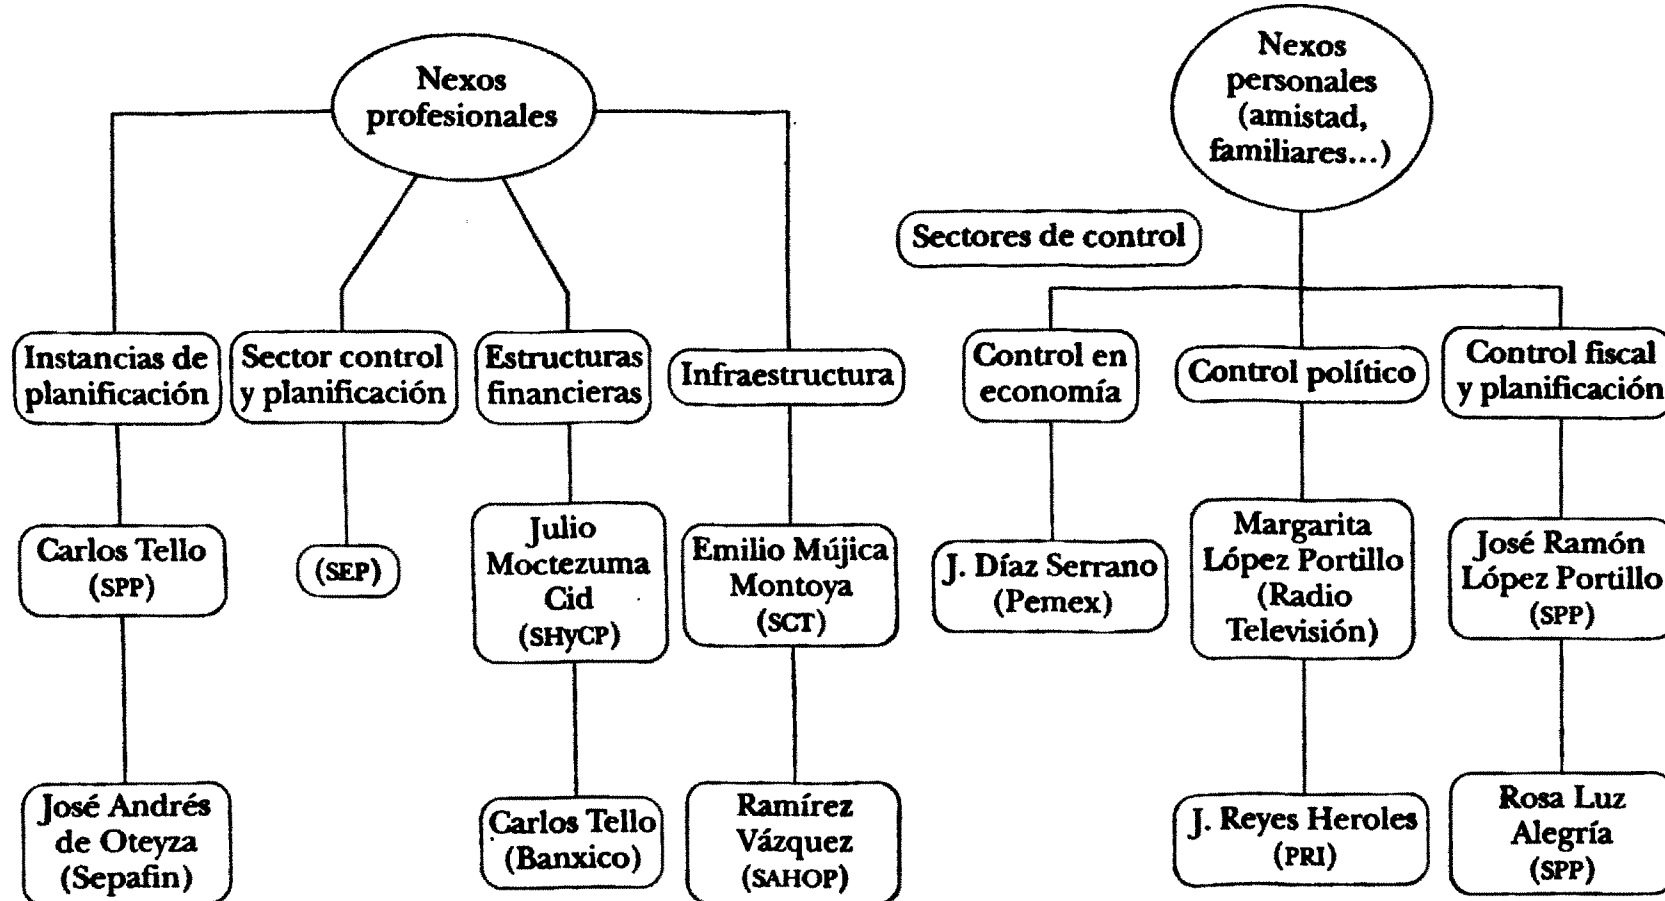 Nexos
profesionales
Nexos
personales
(amistad,
familiares...)
Sectores de control
Instancias de
planificación
Sector control
y planificación
Estructuras
financieras
Infraestructura
Control en
economía
Control político
Control fiscal
y planificación
Carlos Tello
(SPP)
(SEP)
Julio
Moctezuma
Cid
(SHyCP)
Emilio Mújica
Montoya
(SCT)
J. Díaz Serrano
(Pemex)
Margarita
López Portillo
(Radio
Televisión)
José Ramón
López Portillo
(SPP)
José Andrés
de Oteyza
(Sepafin)
Carlos Tello
(Banxico)
Ramírez
Vázquez
(SAHOP)
J. Reyes Heroles
(PRI)
Rosa Luz
Alegría
(SPP)